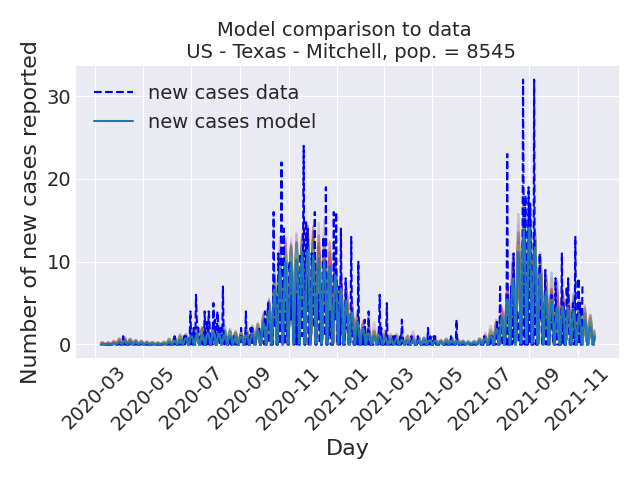 Model comparison to data
US - Texas - Mitchell, pop. = 8545
Number of new cases reported
30
20
10
0
new cases data
new cases model
2020-03
2020-05
2020-07
2020-09
2020-11
2021-01
2021-03
2021-05
2021-07
2021-09
2021-11
Day